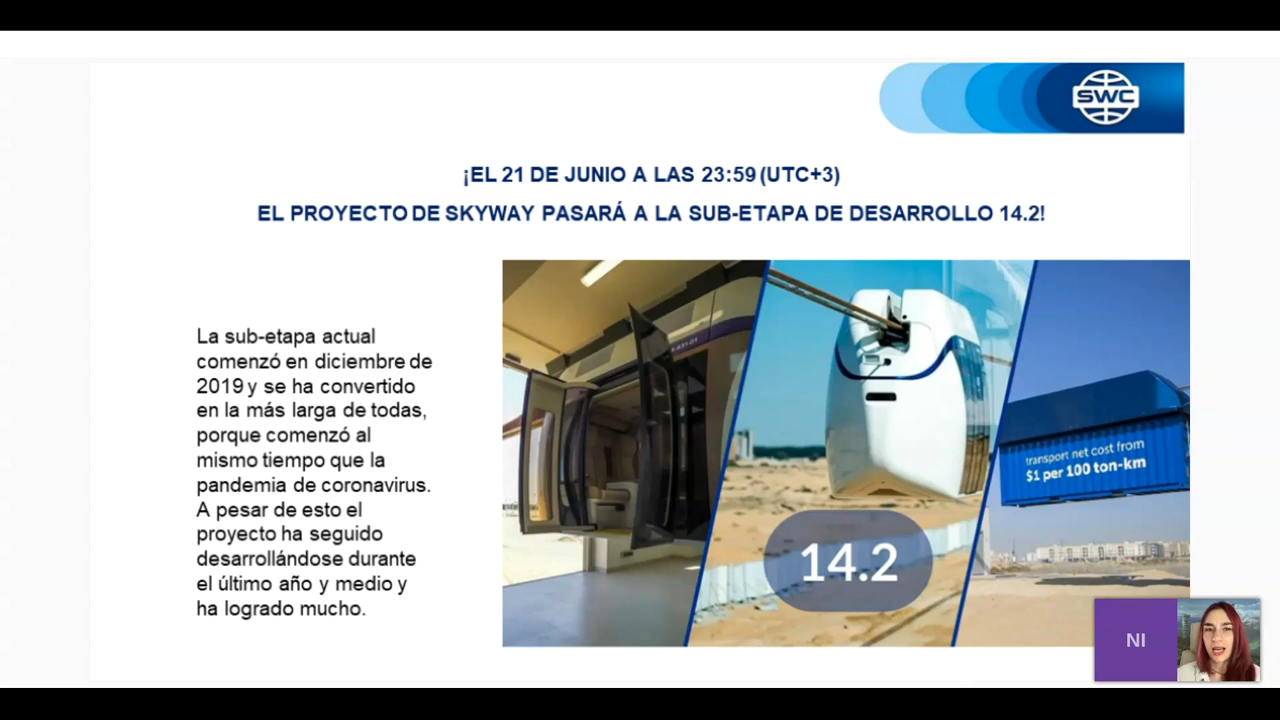 SWC
¡EL 21 DE JUNIO A LAS 23:59 (UTC+3)
EL PROYECTO DE SKYWAY PASARÁ A LA SUB-ETAPA DE DESARROLLO 14.2!
La sub-etapa actual
comenzó en diciembre de
2019 y se ha convertido
en la más larga de todas,
porque comenzó al
mismo tiempo que la
pandemia de coronavirus.
A pesar de esto el
proyecto ha seguido
desarrollándose durante
el último año y medio y
ha logrado mucho.
transport net cost from
$1 per 100 ton-km
14.2
NI